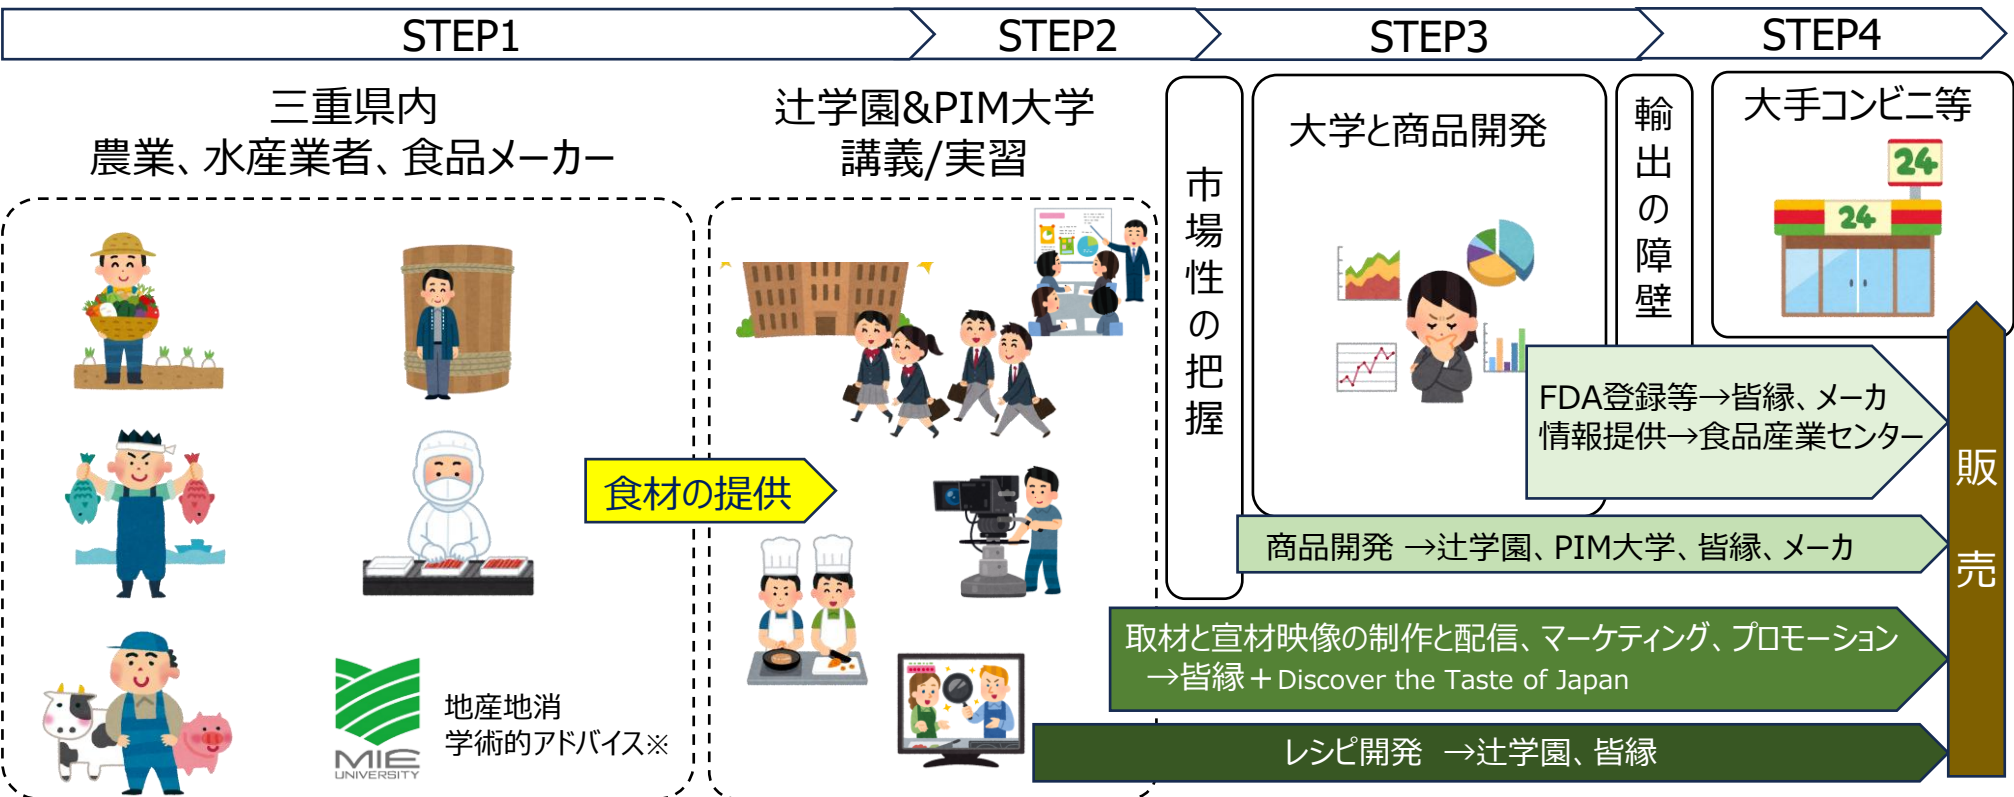 STEP1
STEP2
STEP3
STEP4
三重県内
農業、水産業者、食品メーカー
辻学園&PIM大学
講義/実習
市場性の把握
大学と商品開発
輸出の障壁
大手コンビニ等
24
24
食材の提供
FDA登録等→皆縁、メーカ
情報提供→食品産業センター
商品開発 →辻学園、PIM大学、皆縁、メーカ
取材と宣材映像の制作と配信、マーケティング、プロモーション
→皆縁＋Discover the Taste of Japan
レシピ開発 →辻学園、皆縁
販売
MIE
UNIVERSITY
地産地消
学術的アドバイス※